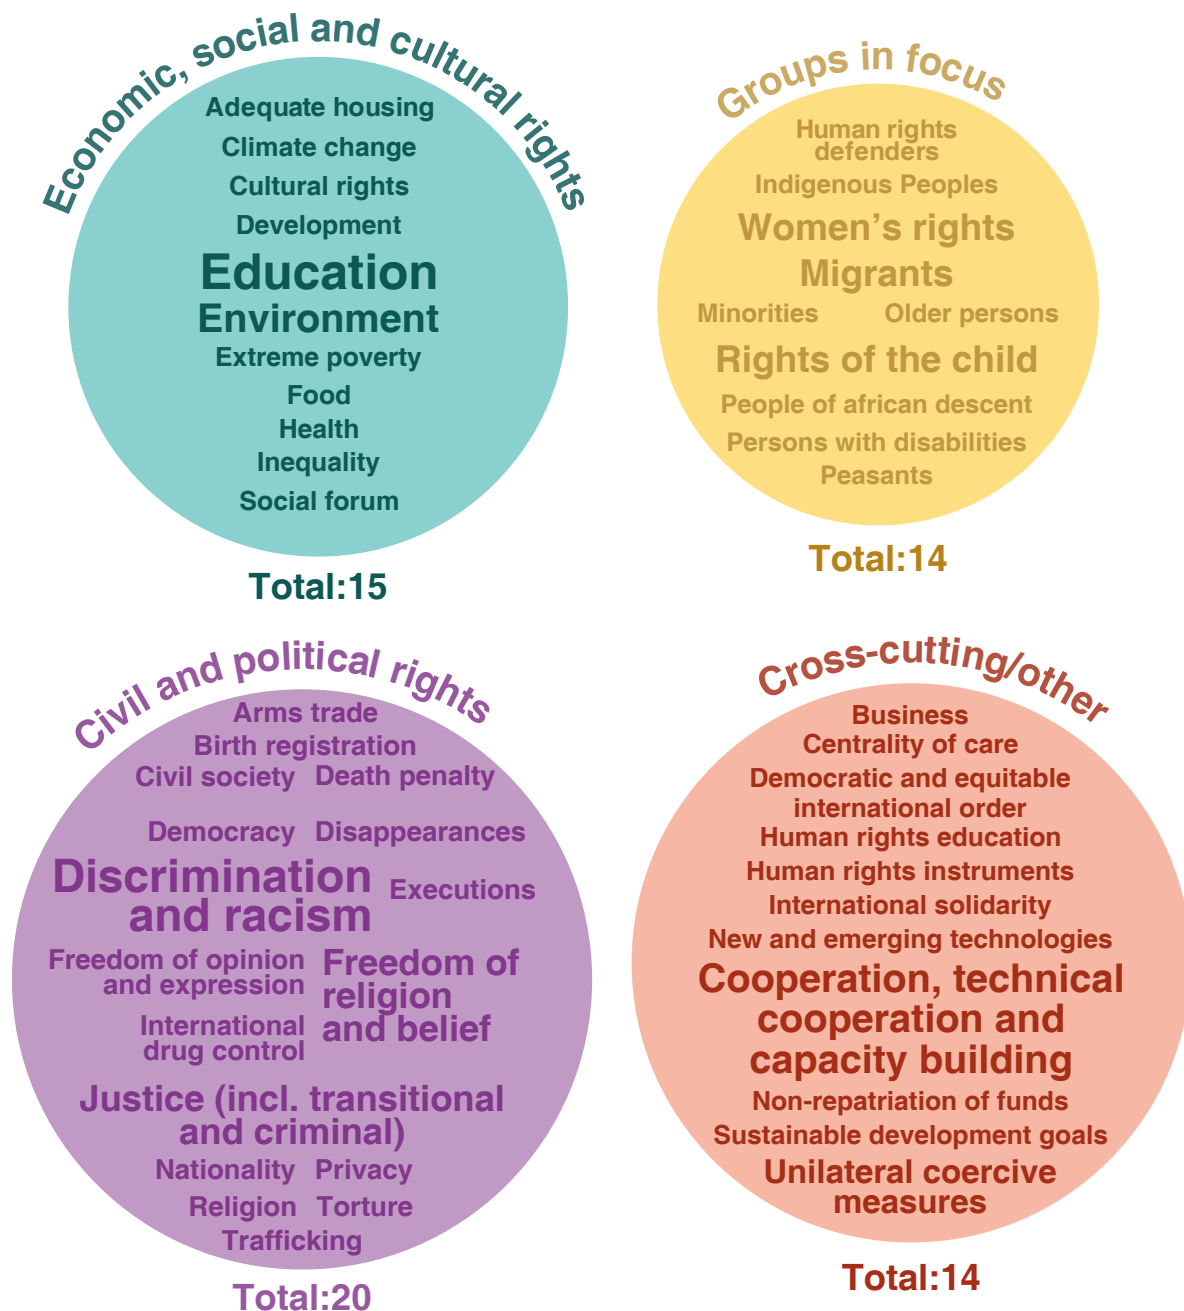 Economic, social and cultural rights
Adequate housing
Climate change
Cultural rights
Development
Education
Environment
Extreme poverty
Food
Health
Inequality
Social forum
Total:15
Groups in focus
Human rights
defenders
Indigenous Peoples
Women’s rights
Migrants
Minorities Older persons
Rights of the child
People of african descent
Persons with disabilities
Peasants
Total:14
Civil and political rights
Arms trade
Birth registration
Civil society Death penalty
Democracy Disappearances
Discrimination
and racism
Executions
Freedom of opinion
and expression
Freedom of
religion
and belief
International
drug control
Justice (incl. transitional
and criminal)
Nationality Privacy
Religion Torture
Trafficking
Total:20
Cross-cutting/other
Business
Centrality of care
Democratic and equitable
international order
Human rights education
Human rights instruments
International solidarity
New and emerging technologies
Cooperation, technical
cooperation and
capacity building
Non-repatriation of funds
Sustainable development goals
Unilateral coercive
measures
Total:14